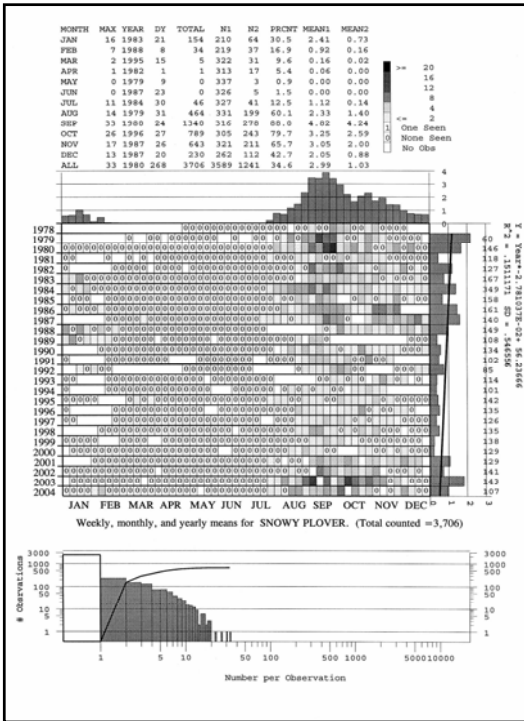 MONTH MAX YEAR DY TOTAL N1 N2 PRCNT MEAN1 MEAN2
JAN 16 1983 21 154 210 64 30.5 2.41 0.73
FEB 7 1988 8 34 219 37 16.9 0.92 0.16
MAR 2 1995 15 5 322 31 9.6 0.16 0.02
APR 1 1982 1 1 313 17 5.4 0.06 0.00
MAY 0 1979 9 0 337 3 0.9 0.00 0.00
JUN 0 1987 23 0 326 5 1.5 0.00 0.00
JUL 11 1984 30 46 327 41 12.5 1.12 0.14
AUG 14 1979 31 464 331 199 60.1 2.33 1.40
SEP 33 1980 24 1340 316 278 88.0 4.82 4.24
OCT 26 1996 27 789 305 243 79.7 3.25 2.59
NOV 17 1987 26 643 321 211 65.7 3.05 2.00
DEC 13 1987 20 230 262 112 42.7 2.05 0.88
ALL 33 1980 268 3706 3589 1241 34.6 2.99 1.03
>= 20
16
12
8
4
<= 2
1 One Seen
0 None Seen
No Obs
4
3
2
1
0
1978
1979 60
1980 146
1981 118
1982 127
1983 167
1984 149
1985 158
1986 161
1987 140
1988 149
1989 108
1990 134
1991 102
1992 85
1993 114
1994 101
1995 142
1996 135
1997 126
1998 135
1999 138
2000 129
2001 129
2002 135
2003 143
2004 107
JAN FEB MAR APR MAY JUN JUL AUG SEP OCT NOV DEC 0 1 2 3
Weekly, monthly, and yearly means for SNOWY PLOVER. (Total counted =3,706)
3000
1000
100
10
5
1
# Obsrvations
3000
1000
100
50
10
5
1
1 5 10 50 100 500 1000 5000 10000
Number per Observation